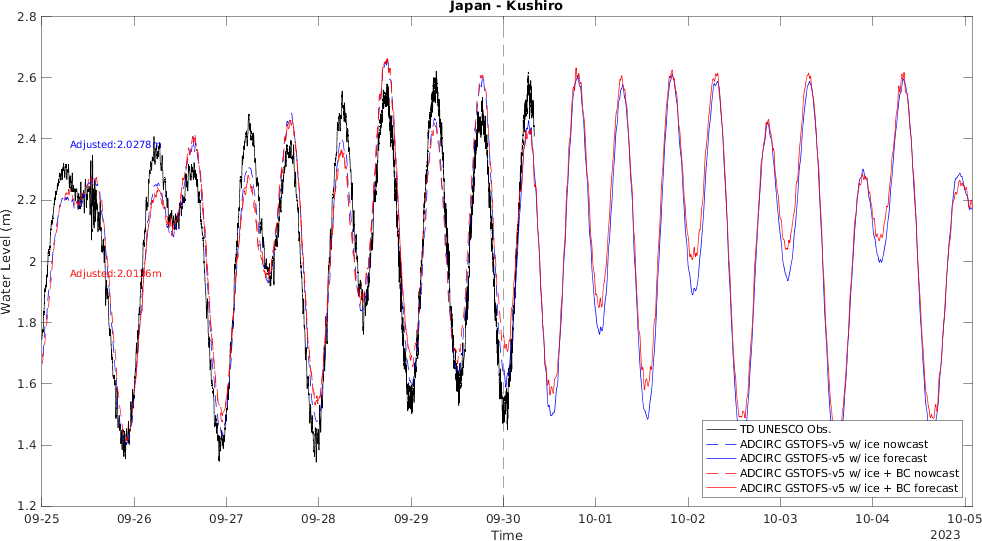 Japan - Kushiro
2.8
2.6
2.4
2.2
2
1.8
1.6
1.4
1.2
Water Level (m)
Adjusted:2.0278m
Adjusted:2.0136m
TD UNESCO Obs.
ADCIRC GSTOFS-v5 w/ ice nowcast
ADCIRC GSTOFS-v5 w/ ice forecast
ADCIRC GSTOFS-v5 w/ ice + BC nowcast
ADCIRC GSTOFS-v5 w/ ice + BC forecast
09-25 09-26 09-27 09-28 09-29 09-30 10-01 10-02 10-03 10-04 10-05
Time
2023